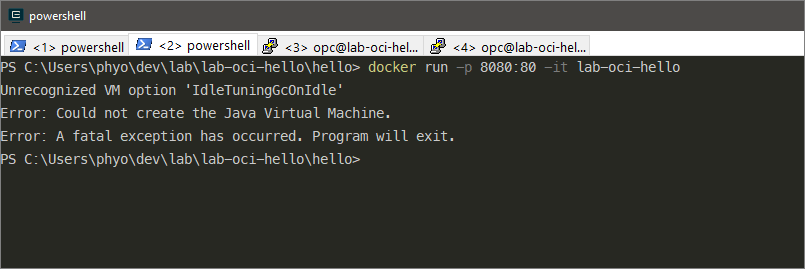 powershell
<1> powershell <2> powershell <3> opc@lab-oci-hel... <4> opc@lab-oci-hel...
PS C:\Users\phyo\dev\lab\lab-oci-hello\hello> docker run -p 8080:80 -it lab-oci-hello
Unrecognized VM option 'IdleTuningGcOnIdle'
Error: Could not create the Java Virtual Machine.
Error: A fatal exception has occurred. Program will exit.
PS C:\Users\phyo\dev\lab\lab-oci-hello\hello>